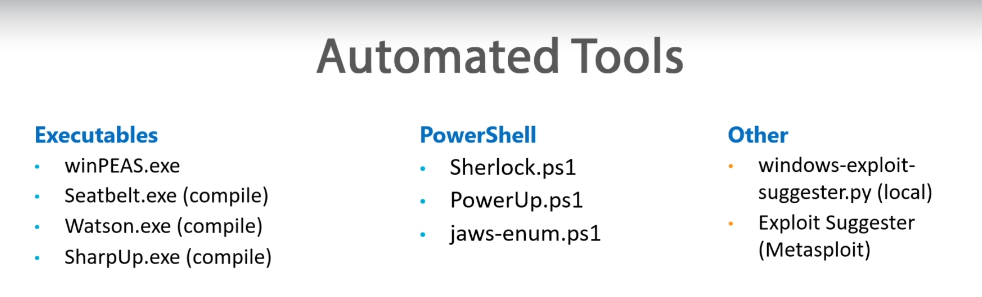 Automated Tools
Executables
• winPEAS.exe
• Seatbelt.exe (compile)
• Watson.exe (compile)
• SharpUp.exe (compile)
PowerShell
• Sherlock.ps1
• PowerUp.ps1
• jaws-enum.ps1
Other
• windows-exploit-
suggester.py (local)
• Exploit Suggester
(Metasploit)